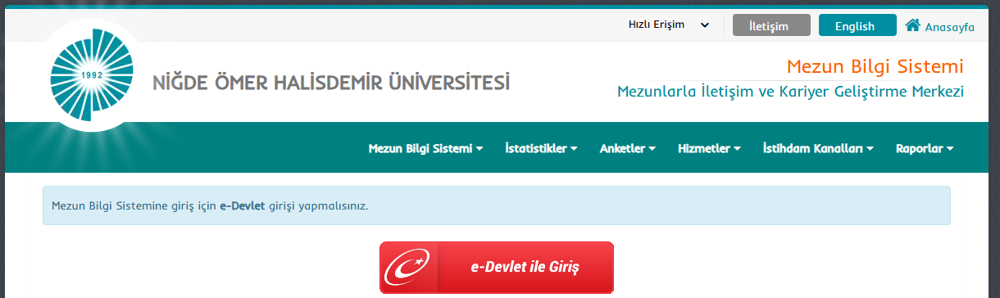 Hızlı Erişim İletişim English Anasayfa
1992
NİĞDE ÖMER HALİSDEMİR ÜNİVERSİTESİ
Mezun Bilgi Sistemi
Mezunlarla İletişim ve Kariyer Geliştirme Merkezi
Mezun Bilgi Sistemi İstatistikler Anketler Hizmetler İstihdam Kanalları Raporlar
Mezun Bilgi Sistemine giriş için e-Devlet girişi yapmalısınız.
e-Devlet ile Giriş